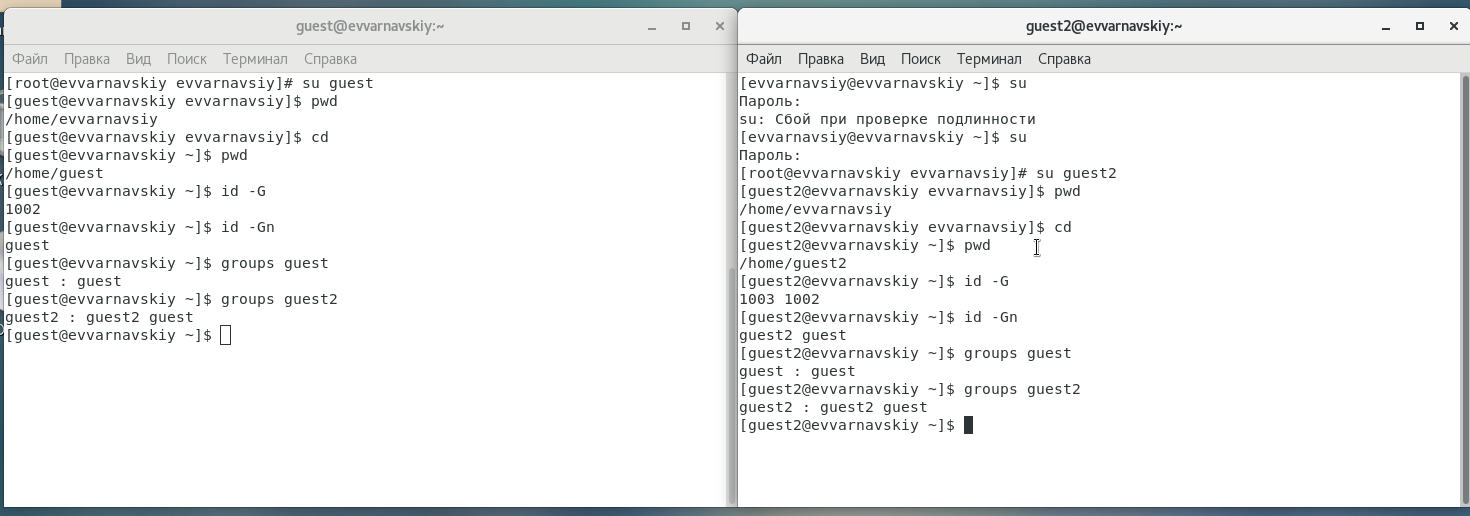 guest@evvarnavskiy:~
Файл Правка Вид Поиск Терминал Справка
[root@evvarnavskiy evvarnavsiy]# su guest
[guest@evvarnavskiy evvarnavsiy]$ pwd
/home/evvarnavsiy
[guest@evvarnavskiy evvarnavsiy]$ cd
[guest@evvarnavskiy ~]$ pwd
/home/guest
[guest@evvarnavskiy ~]$ id -G
1002
[guest@evvarnavskiy ~]$ id -Gn
guest
[guest@evvarnavskiy ~]$ groups guest
guest : guest
[guest@evvarnavskiy ~]$ groups guest2
guest2 : guest2 guest
[guest@evvarnavskiy ~]$
guest2@evvarnavskiy:~
Файл Правка Вид Поиск Терминал Справка
[evvarnavsiy@evvarnavskiy ~]$ su
Пароль:
su: Сбой при проверке подлинности
[evvarnavsiy@evvarnavskiy ~]$ su
Пароль:
[root@evvarnavskiy evvarnavsiy]# su guest2
[guest2@evvarnavskiy evvarnavsiy]$ pwd
/home/evvarnavsiy
[guest2@evvarnavskiy evvarnavsiy]$ cd
[guest2@evvarnavskiy ~]$ pwd
/home/guest2
[guest2@evvarnavskiy ~]$ id -G
1003 1002
[guest2@evvarnavskiy ~]$ id -Gn
guest2 guest
[guest2@evvarnavskiy ~]$ groups guest
guest : guest
[guest2@evvarnavskiy ~]$ groups guest2
guest2 : guest2 guest
[guest2@evvarnavskiy ~]$